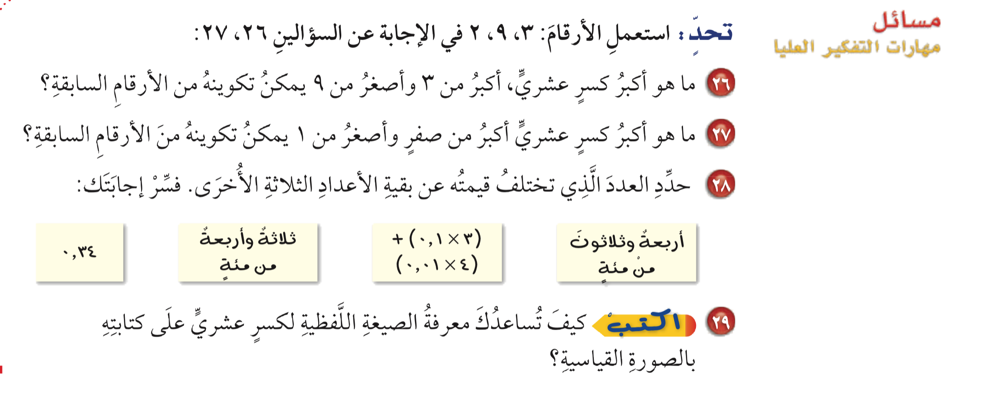 مسائل
مهارات التفكير العليا
تحدٍّ: استعملِ الأرقامَ: ٣، ٩، ٢ في الإجابة عن السؤالينِ ٢٦، ٢٧:
٢٦ ما هو أكبرُ كسرٍ عشريٍّ، أكبرُ من ٣ وأصغرُ من ٩ يمكنُ تكوينهُ من الأرقامِ السابقةِ؟
٢٧ ما هو أكبرُ كسرٍ عشريٍّ أكبرُ من صفرٍ وأصغرُ من ١ يمكنُ تكوينهُ منَ الأرقامِ السابقةِ؟
٢٨ حدِّدِ العددَ الَّذِي تختلفُ قيمتُه عن بقيةِ الأعدادِ الثلاثةِ الأُخرَى. فسِّرْ إجابَتَك:
أربعةٌ وثلاثونَ
منْ مئةٍ
(٣ × ٠,١) +
(٤ × ٠,٠١)
ثلاثةٌ وأربعةٌ
من مئةٍ
٠,٣٤
٢٩ اكتبْ كيفَ تُساعدُكَ معرفةُ الصيغةِ اللَّفظيةِ لكسرٍ عشريٍّ علَى كتابتِهِ
بالصورةِ القياسيةِ؟